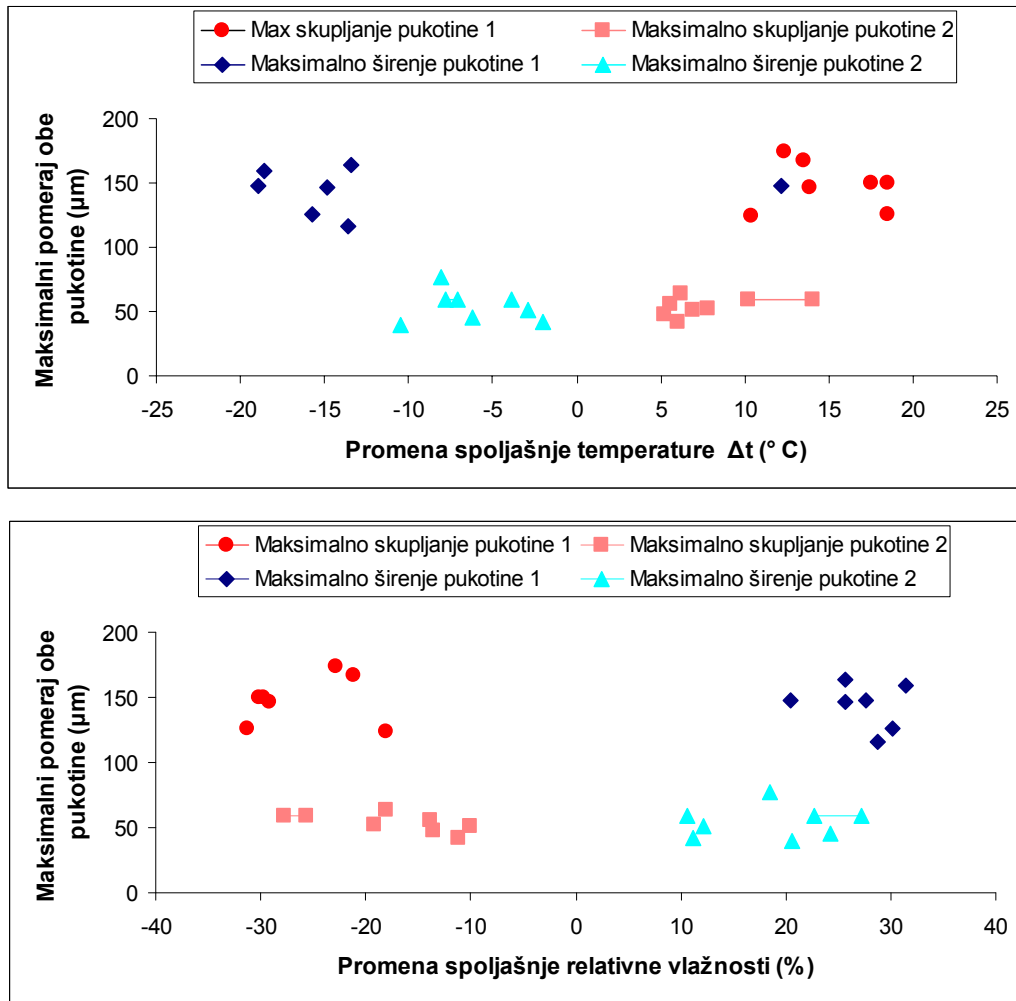 Max skupljanje pukotine 1 Maksimalno skupljanje pukotine 2
Maksimalno širenje pukotine 1 Maksimalno širenje pukotine 2
Maksimalni pomeraj obe
pukotine (µm)
200
150
100
50
0
-25 -20 -15 -10 -5 0 5 10 15 20 25
Promena spoljašnje temperature Δt (° C)
Maksimalno skupljanje pukotine 1 Maksimalno skupljanje pukotine 2
Maksimalno širenje pukotine 1 Maksimalno širenje pukotine 2
Maksimalni pomeraj obe
pukotine (µm)
200
150
100
50
0
-40 -30 -20 -10 0 10 20 30 40
Promena spoljašnje relativne vlažnosti (%)